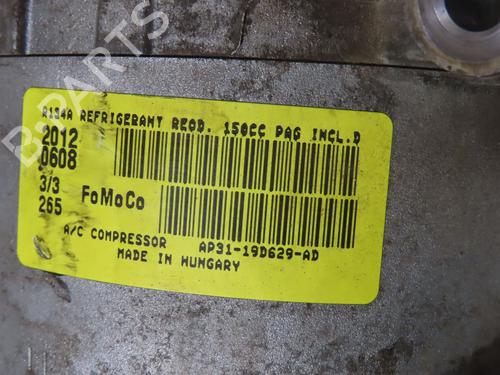 R134A REFRIGERANT REQD. 150CC PAG INCL.D
2012
0608
3/3
265
FoMoCo
A/C COMPRESSOR AP31-19D629-AD
MADE IN HUNGARY
B-PARTS